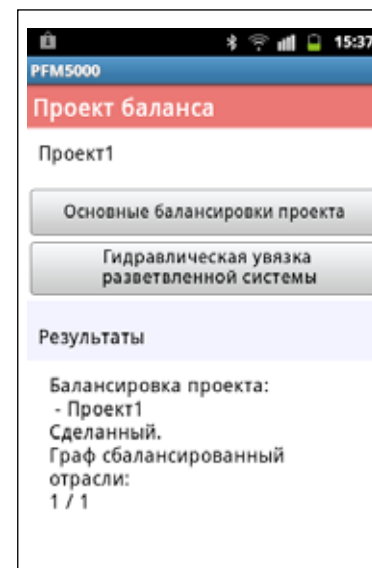 15:37
PFM5000
Проект баланса
Проект1
Основные балансировки проекта
Гидравлическая увязка
разветвленной системы
Результаты
Балансировка проекта:
- Проект1
Сделанный.
Граф сбалансированный
отрасли:
1 / 1